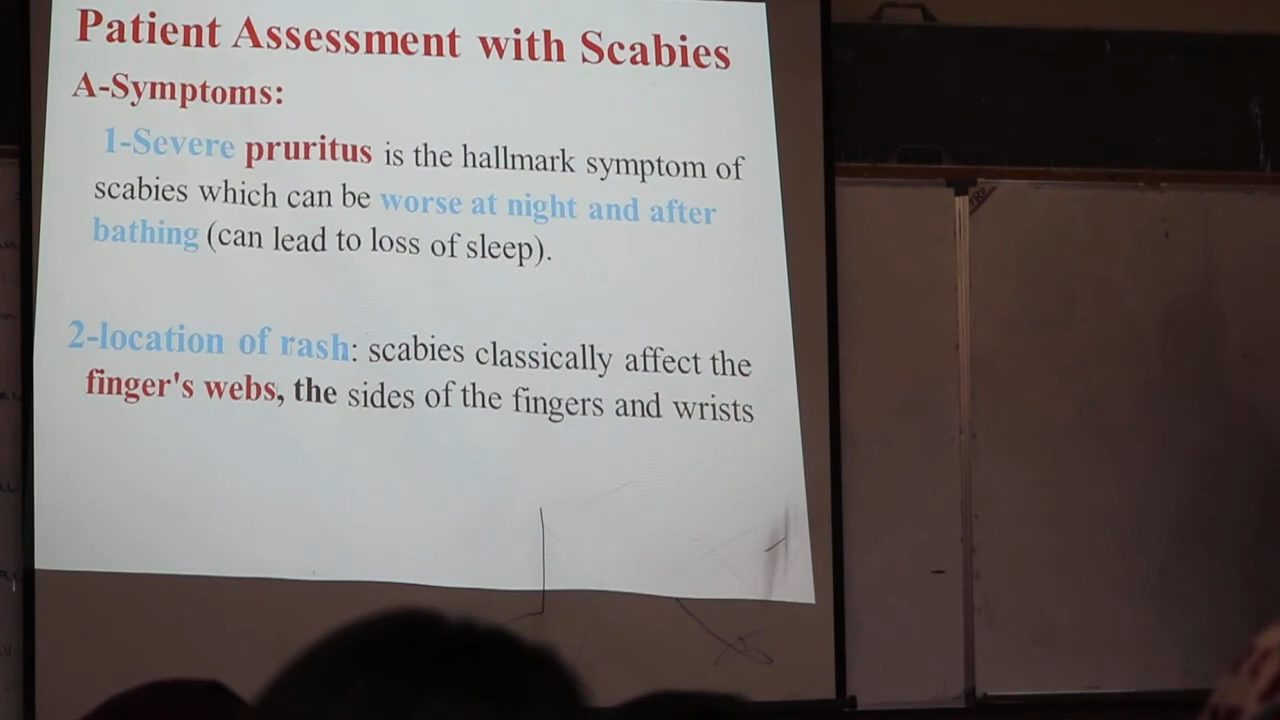 Patient Assessment with Scabies
A-Symptoms:
1-Severe pruritus is the hallmark symptom of
scabies which can be worse at night and after
bathing (can lead to loss of sleep).
2-location of rash: scabies classically affect the
finger's webs, the sides of the fingers and wrists